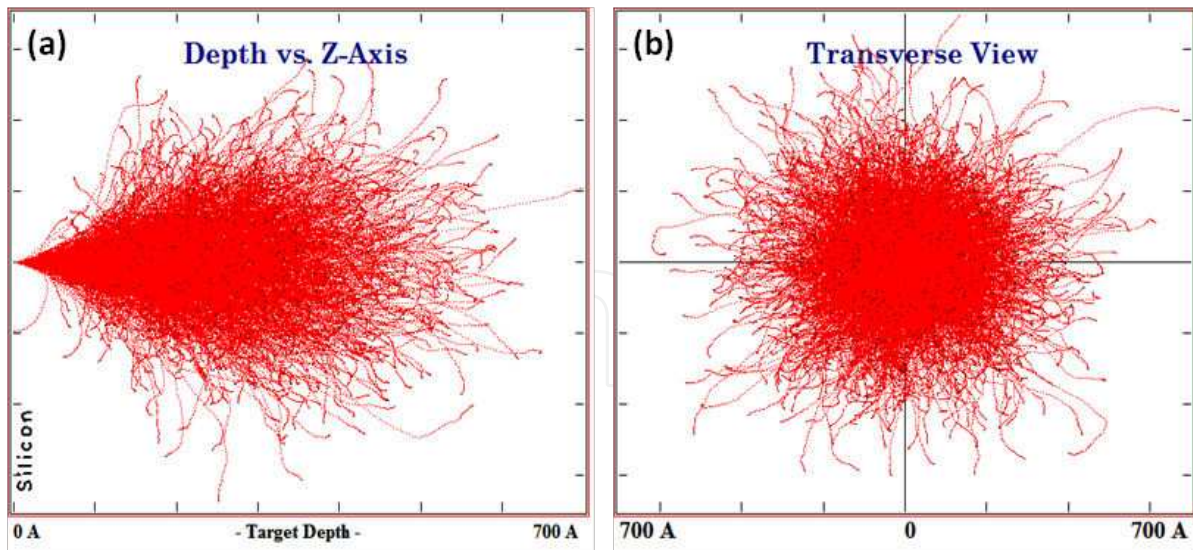 (a)
Depth vs. Z-Axis
Silicon
0 A
- Target Depth -
700 A
(b)
Transverse View
700 A
0
700 A